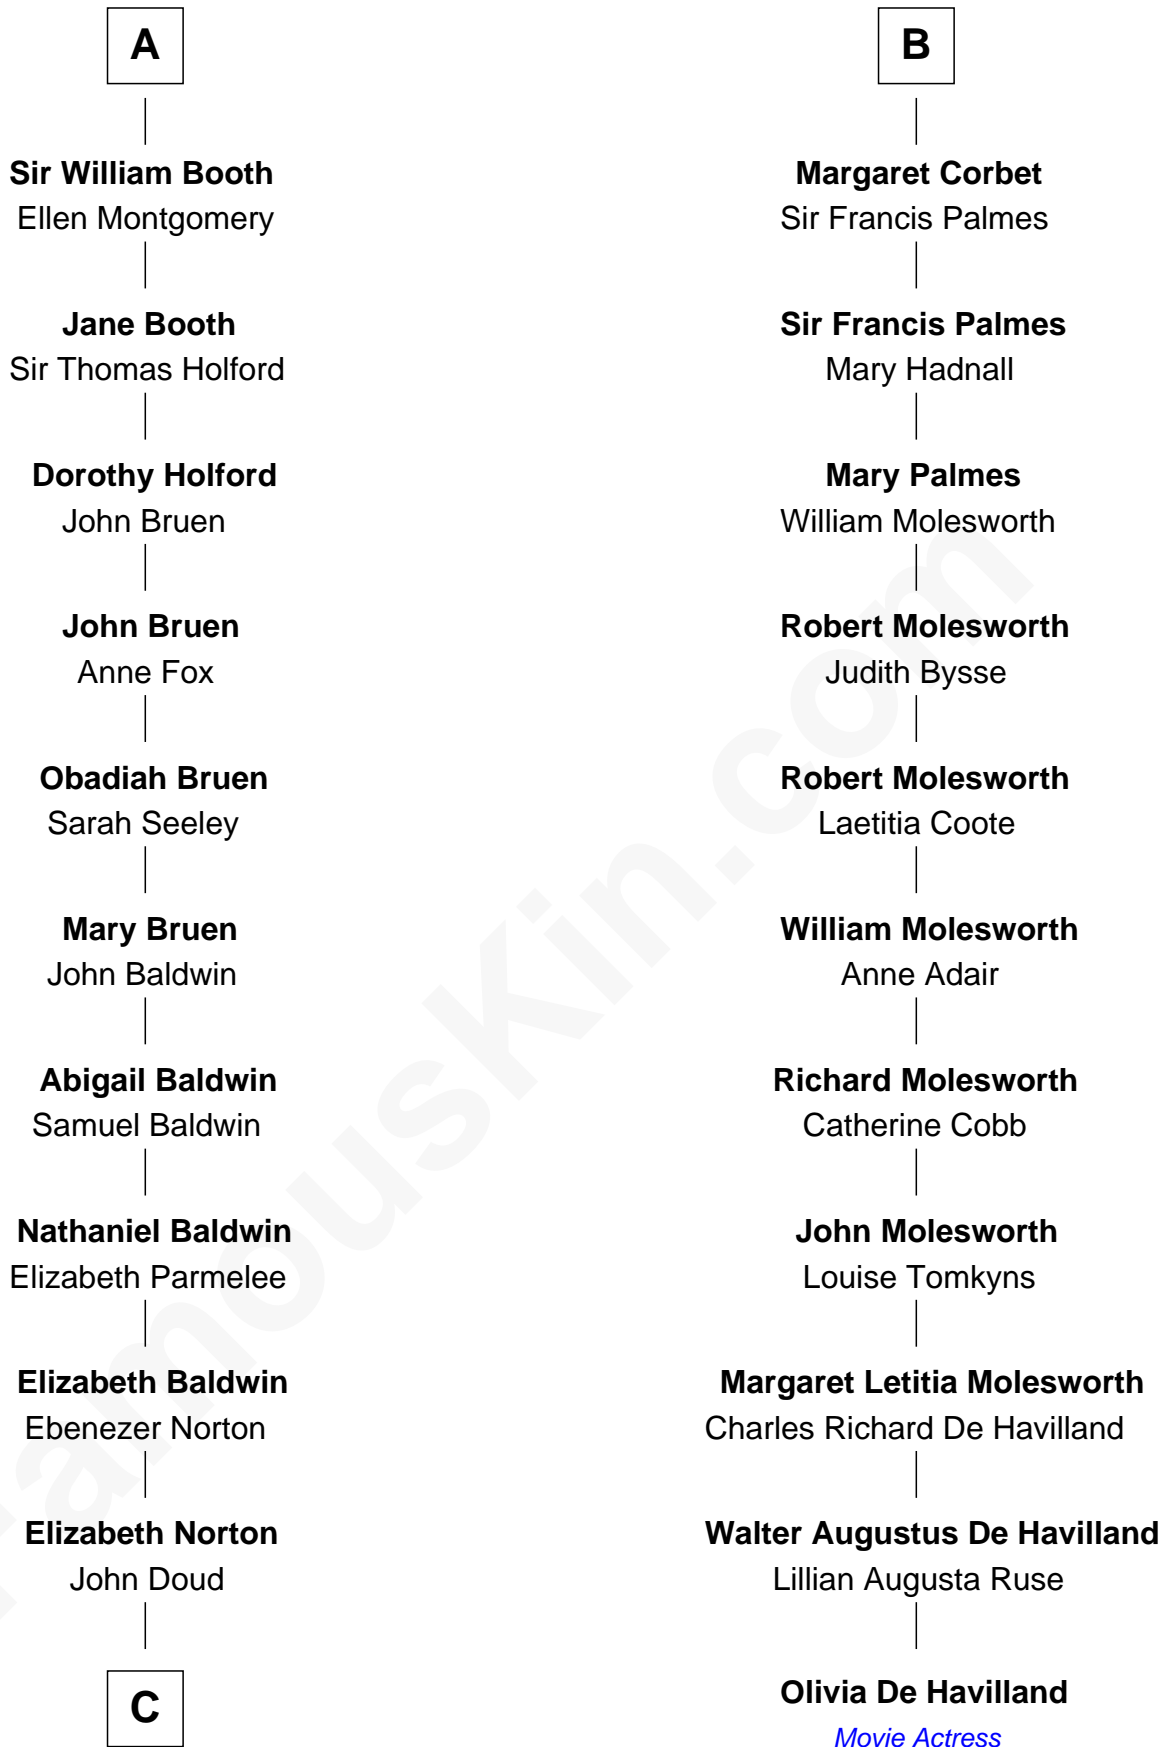 A
Sir William Booth
Ellen Montgomery
Jane Booth
Sir Thomas Holford
Dorothy Holford
John Bruen
John Bruen
Anne Fox
Obadiah Bruen
Sarah Seeley
Mary Bruen
John Baldwin
Abigail Baldwin
Samuel Baldwin
Nathaniel Baldwin
Elizabeth Parmelee
Elizabeth Baldwin
Ebenezer Norton
Elizabeth Norton
John Doud
C
B
Margaret Corbet
Sir Francis Palmes
Sir Francis Palmes
Mary Hadnall
Mary Palmes
William Molesworth
Robert Molesworth
Judith Bysse
Robert Molesworth
Laetitia Coote
William Molesworth
Anne Adair
Richard Molesworth
Catherine Cobb
John Molesworth
Louise Tomkyns
Margaret Letitia Molesworth
Charles Richard De Havilland
Walter Augustus De Havilland
Lillian Augusta Ruse
Olivia De Havilland
Movie Actress
FamousKin.com